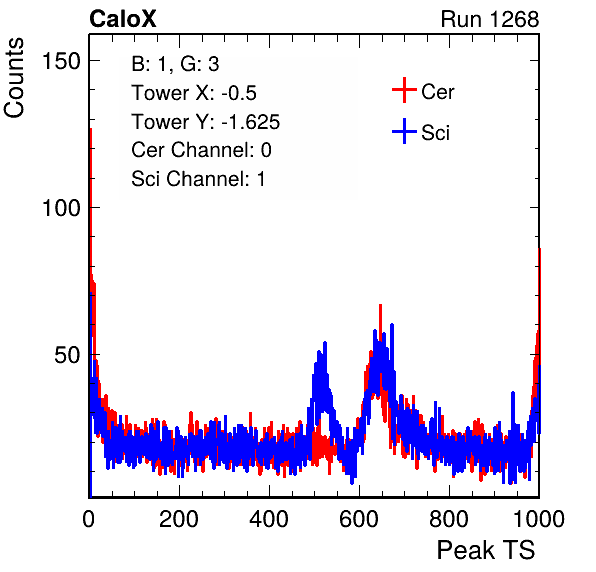 CaloX Run 1268
Counts
150
100
50
B: 1, G: 3
Tower X: -0.5
Tower Y: -1.625
Cer Channel: 0
Sci Channel: 1
Cer
Sci
0 200 400 600 800 1000
Peak TS